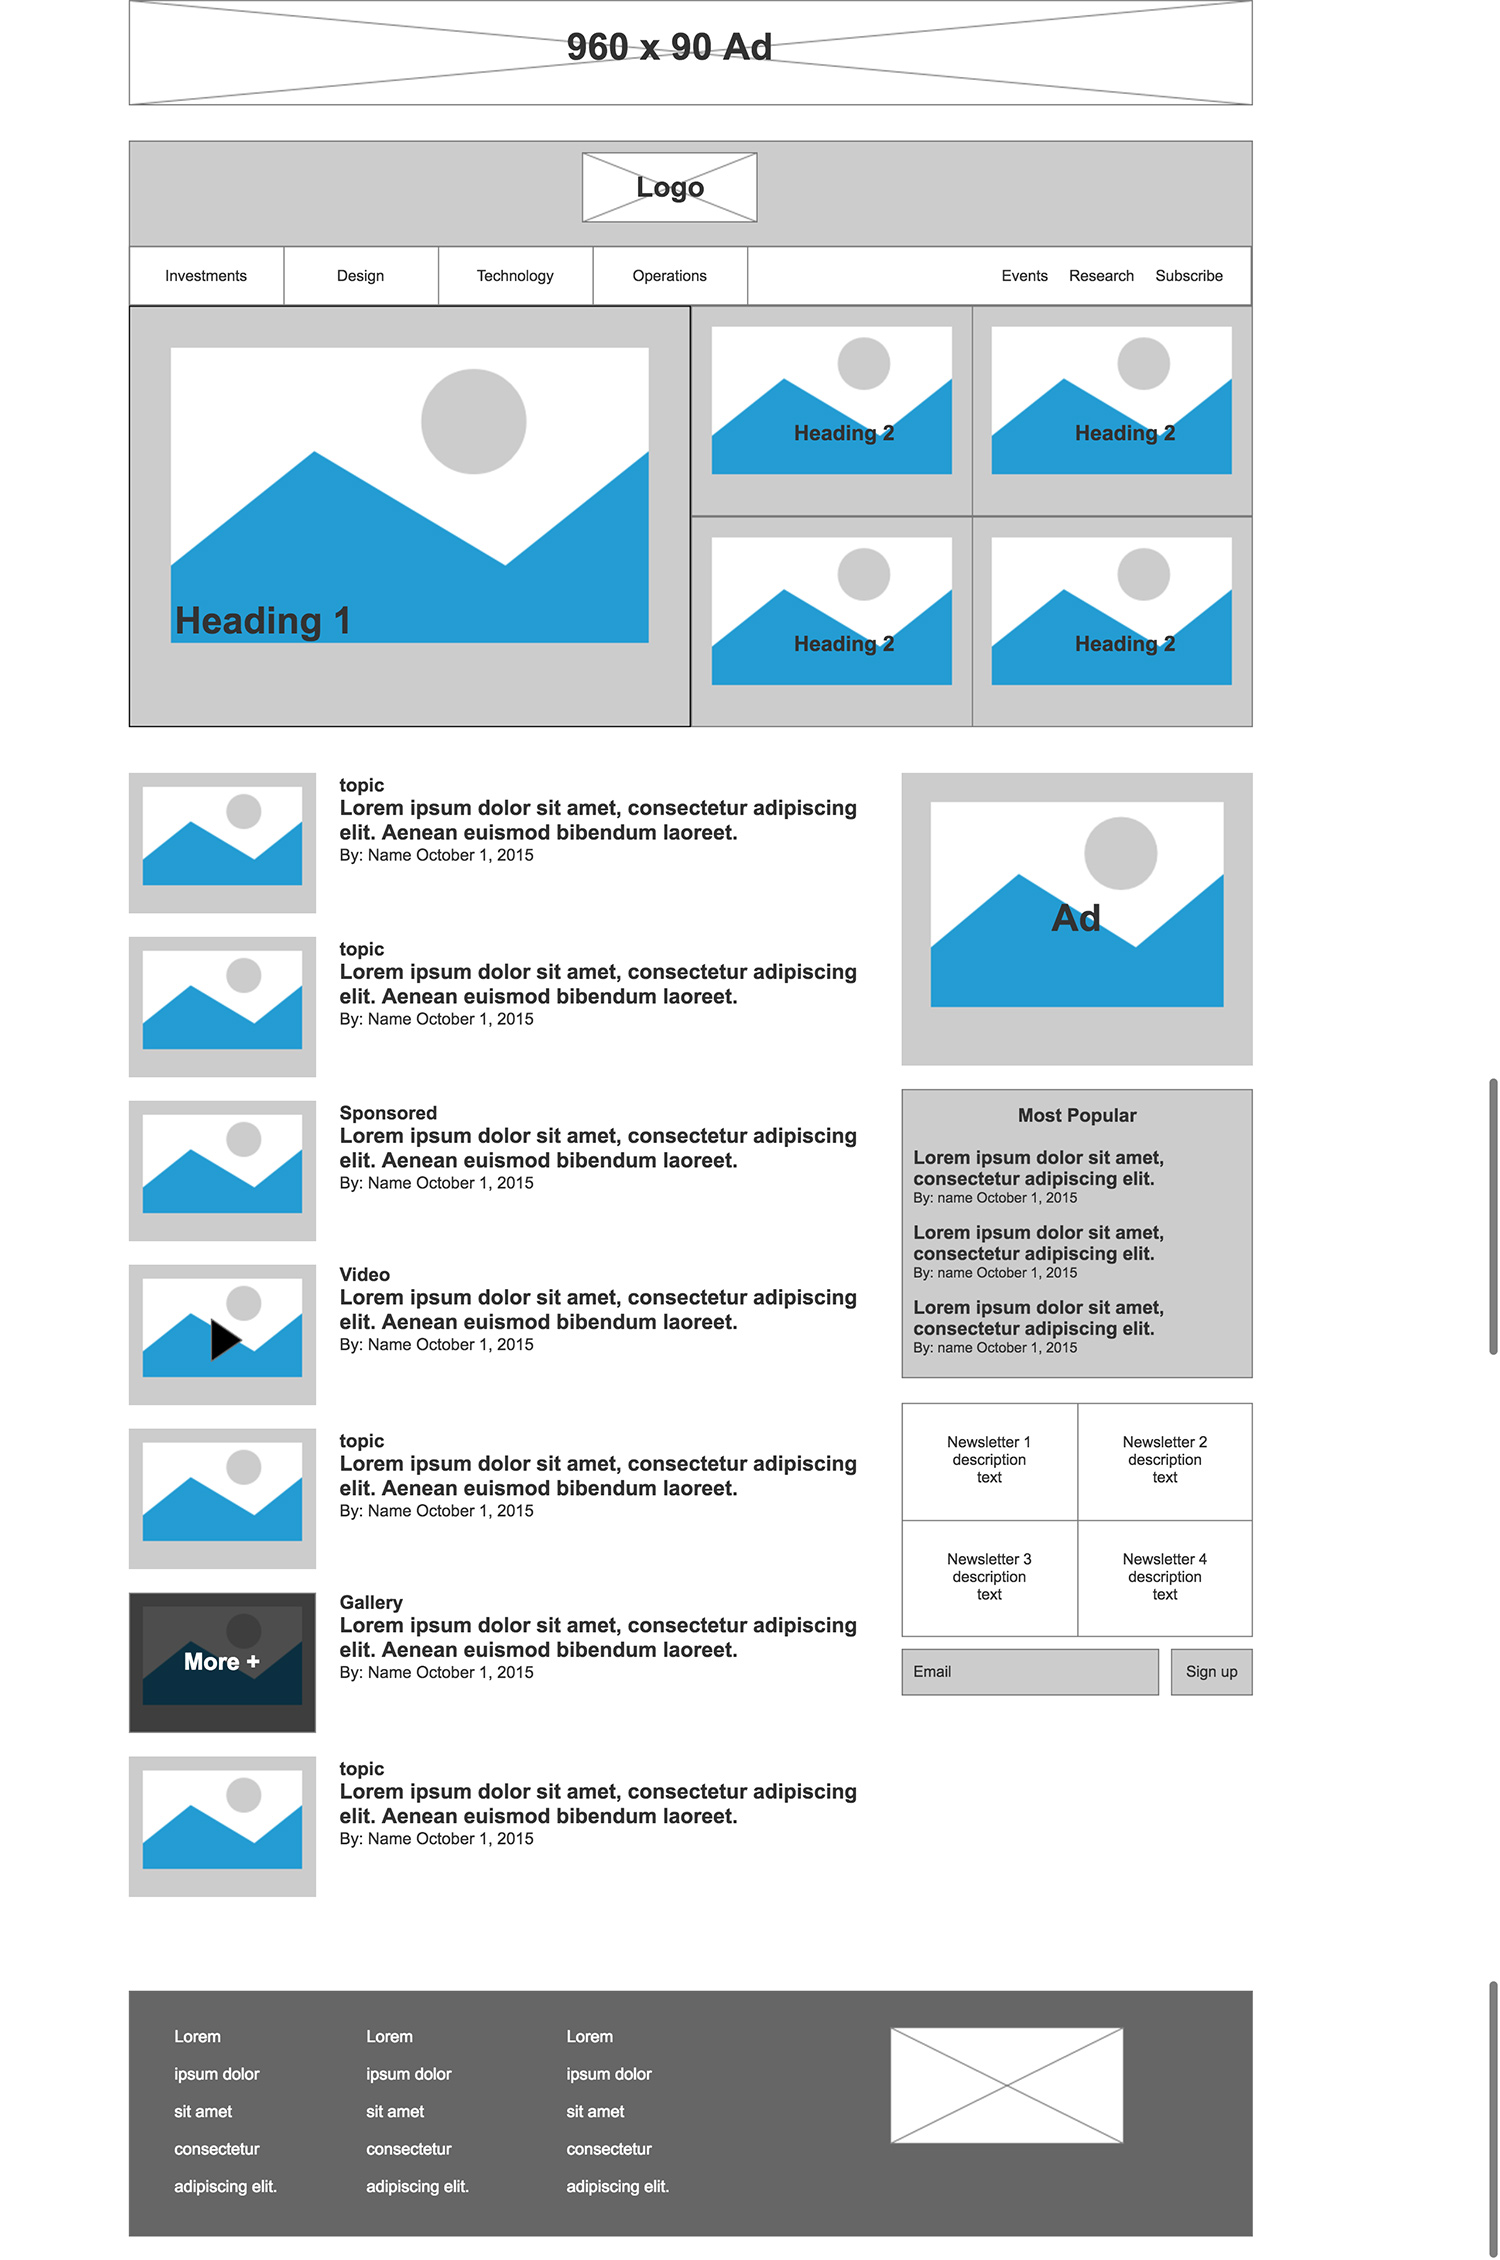 960 x 90 Ad
Logo
Investments
Design
Technology
Operations
Events
Research
Subscribe
Heading 1
Heading 2
Heading 2
Heading 2
Heading 2
topic
Lorem ipsum dolor sit amet, consectetur adipiscing
elit. Aenean euismod bibendum laoreet.
By: Name October 1, 2015
topic
Lorem ipsum dolor sit amet, consectetur adipiscing
elit. Aenean euismod bibendum laoreet.
By: Name October 1, 2015
Sponsored
Lorem ipsum dolor sit amet, consectetur adipiscing
elit. Aenean euismod bibendum laoreet.
By: Name October 1, 2015
Video
Lorem ipsum dolor sit amet, consectetur adipiscing
elit. Aenean euismod bibendum laoreet.
By: Name October 1, 2015
topic
Lorem ipsum dolor sit amet, consectetur adipiscing
elit. Aenean euismod bibendum laoreet.
By: Name October 1, 2015
More +
Gallery
Lorem ipsum dolor sit amet, consectetur adipiscing
elit. Aenean euismod bibendum laoreet.
By: Name October 1, 2015
topic
Lorem ipsum dolor sit amet, consectetur adipiscing
elit. Aenean euismod bibendum laoreet.
By: Name October 1, 2015
Ad
Most Popular
Lorem ipsum dolor sit amet,
consectetur adipiscing elit.
By: name October 1, 2015
Lorem ipsum dolor sit amet,
consectetur adipiscing elit.
By: name October 1, 2015
Lorem ipsum dolor sit amet,
consectetur adipiscing elit.
By: name October 1, 2015
Newsletter 1
description
text
Newsletter 2
description
text
Newsletter 3
description
text
Newsletter 4
description
text
Email
Sign up
Lorem
ipsum dolor
sit amet
consectetur
adipiscing elit.
Lorem
ipsum dolor
sit amet
consectetur
adipiscing elit.
Lorem
ipsum dolor
sit amet
consectetur
adipiscing elit.